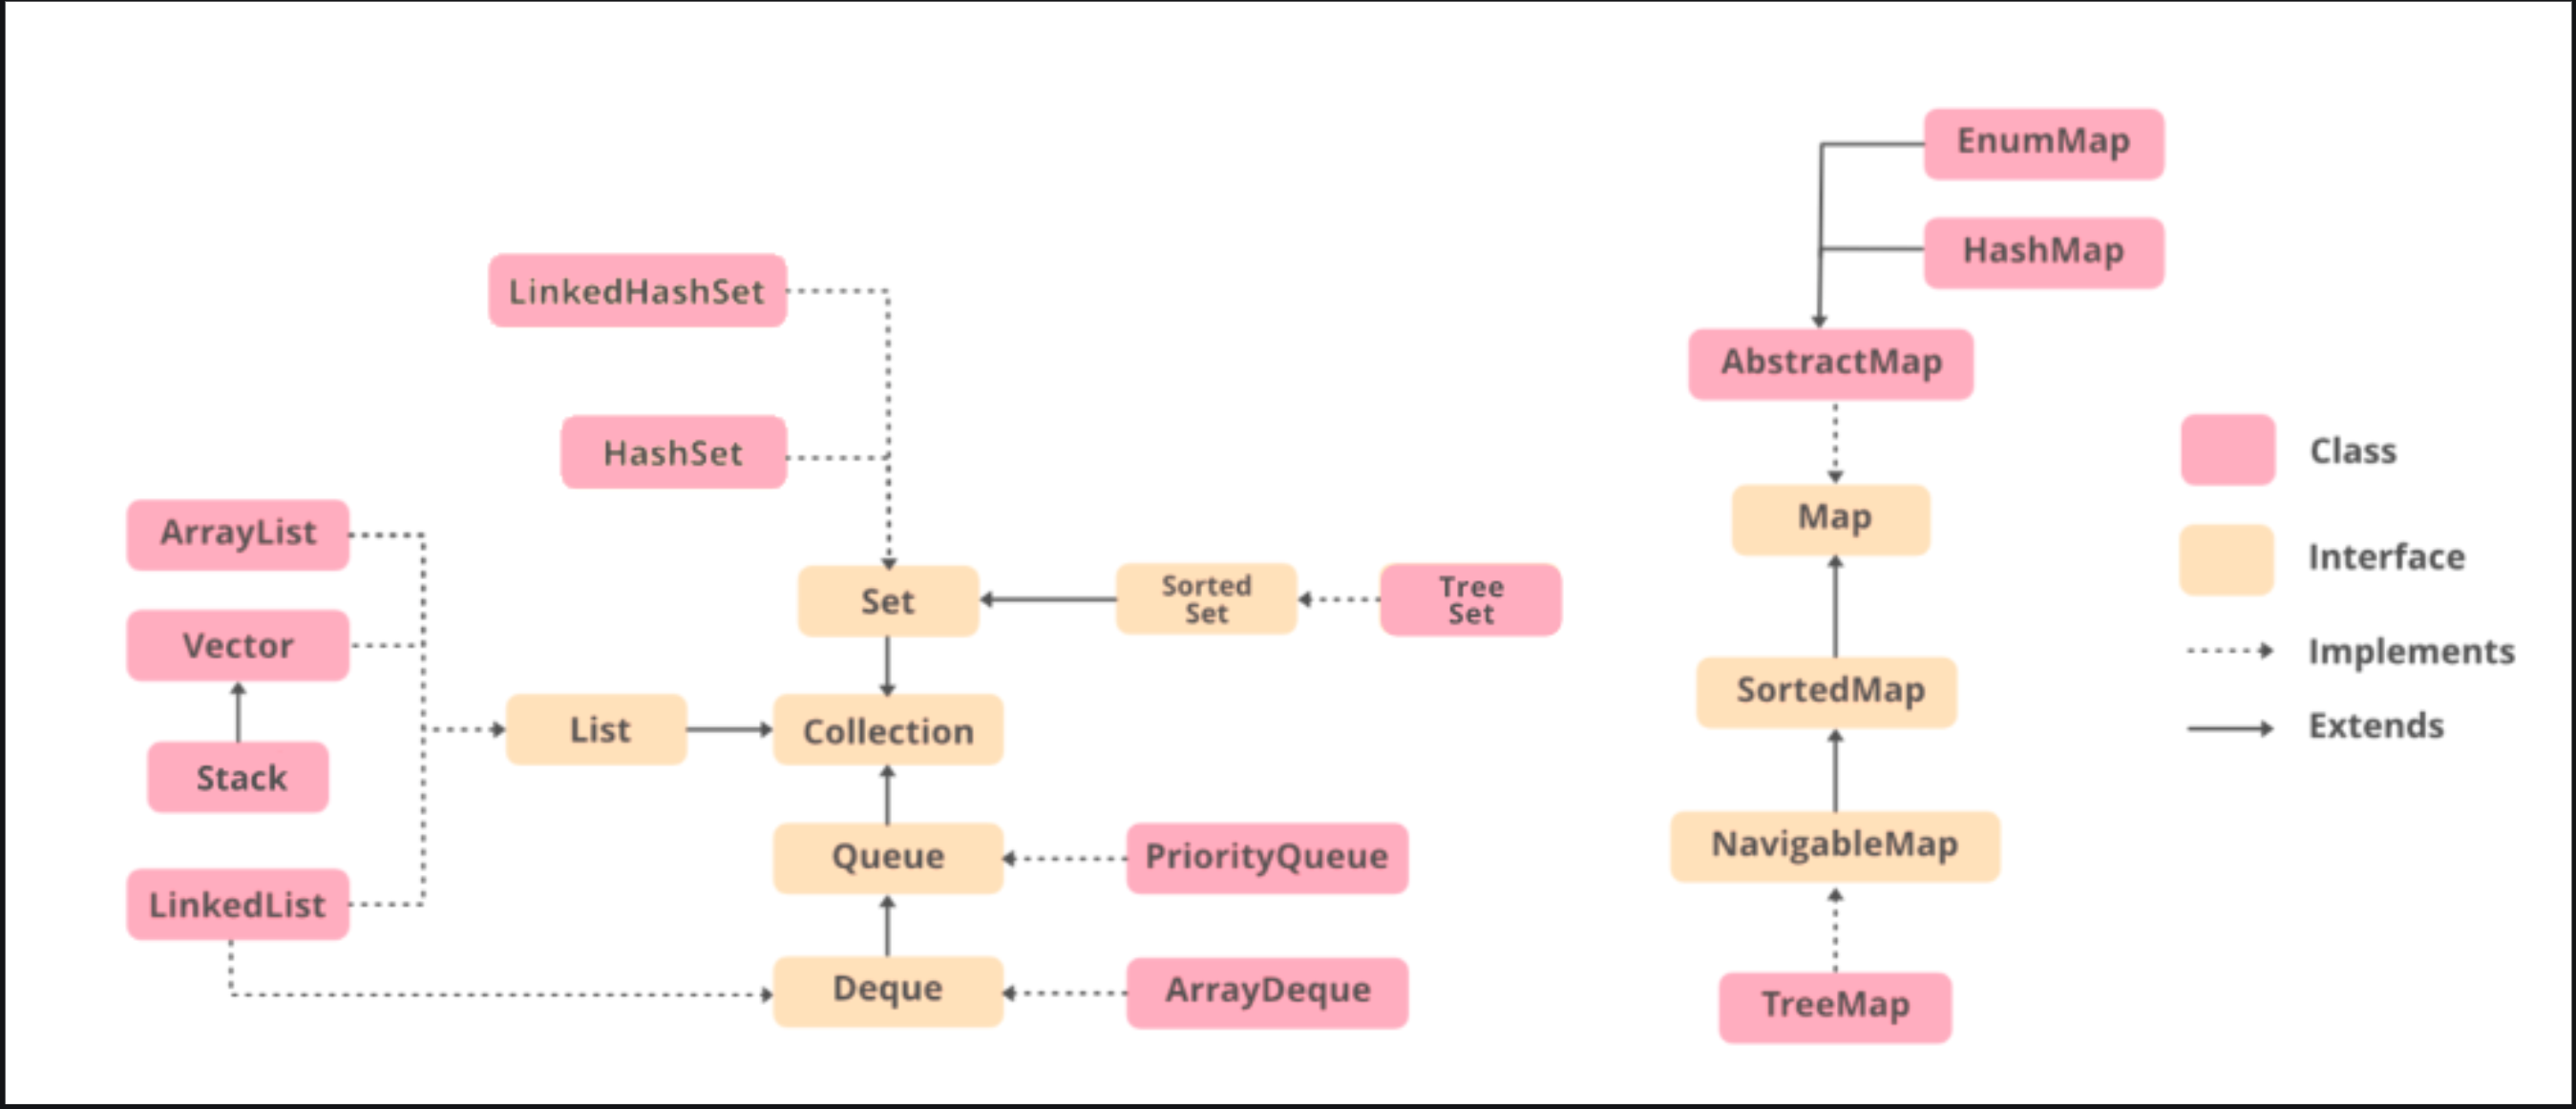 EnumMap
HashMap
LinkedHashSet
AbstractMap
HashSet
Class
ArrayList
Map
Interface
Vector
Set
Sorted
Set
Tree
Set
Implements
List
Collection
SortedMap
Extends
Stack
Queue
PriorityQueue
NavigableMap
LinkedList
Deque
ArrayDeque
TreeMap